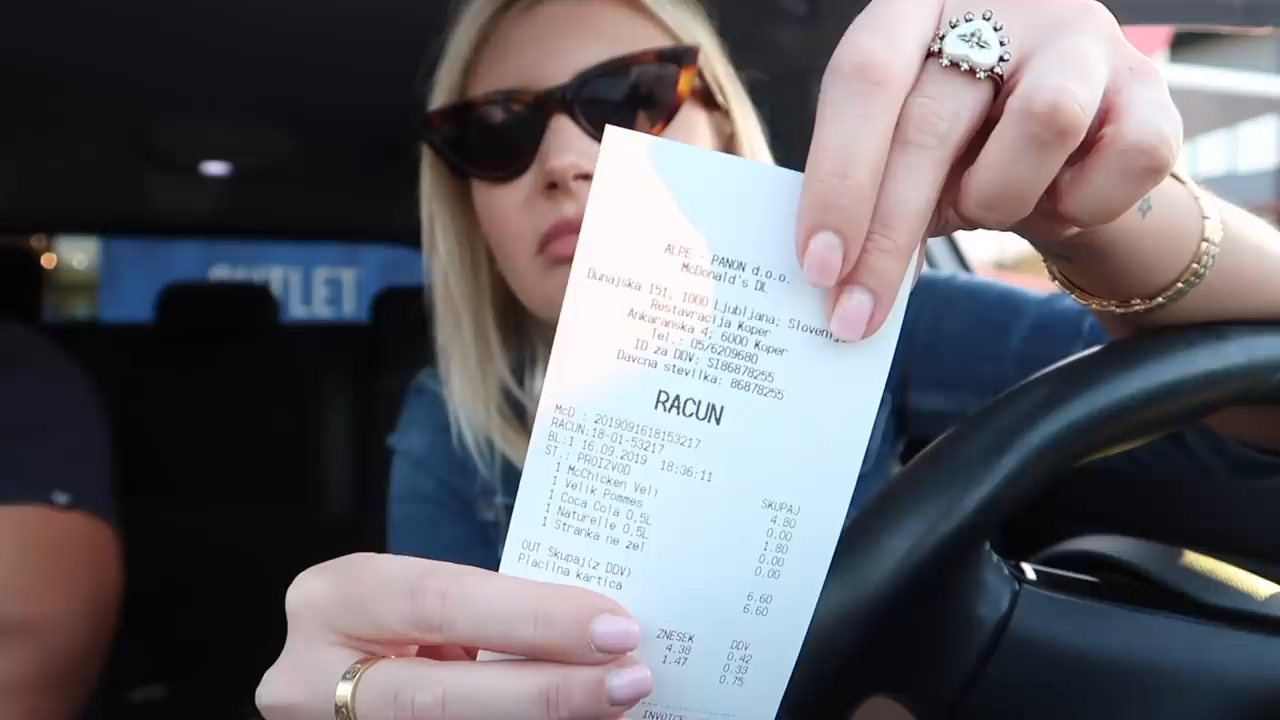 OUTLET
ALPE - PANON d.o.o.
McDonald's DL
Dunajska 151, 1000 Ljubljana; Slovenija
Restavracija Koper
Ankaranska 4; 6000 Koper
Tel.: 05/6209680
ID za DDV: SI86878255
Davcna stevilka: 86878255
RACUN
McD : 2019091618153217
RACUN:18-01-53217
BL:1 16.09.2019 18:36:11
ST.: PROIZVOD SKUPAJ
1 McChicken Veli 4.80
1 Velik Pommes 0.00
1 Coca Cola 0,5L 1.80
1 Naturelle 0,5L 0.00
1 Stranka ne zel 0.00
OUT Skupaj(z DDV) 6.60
Placilna kartica 6.60
ZNESEK DDV
4.38 0.42
1.47 0.33
0.75
INVOICE